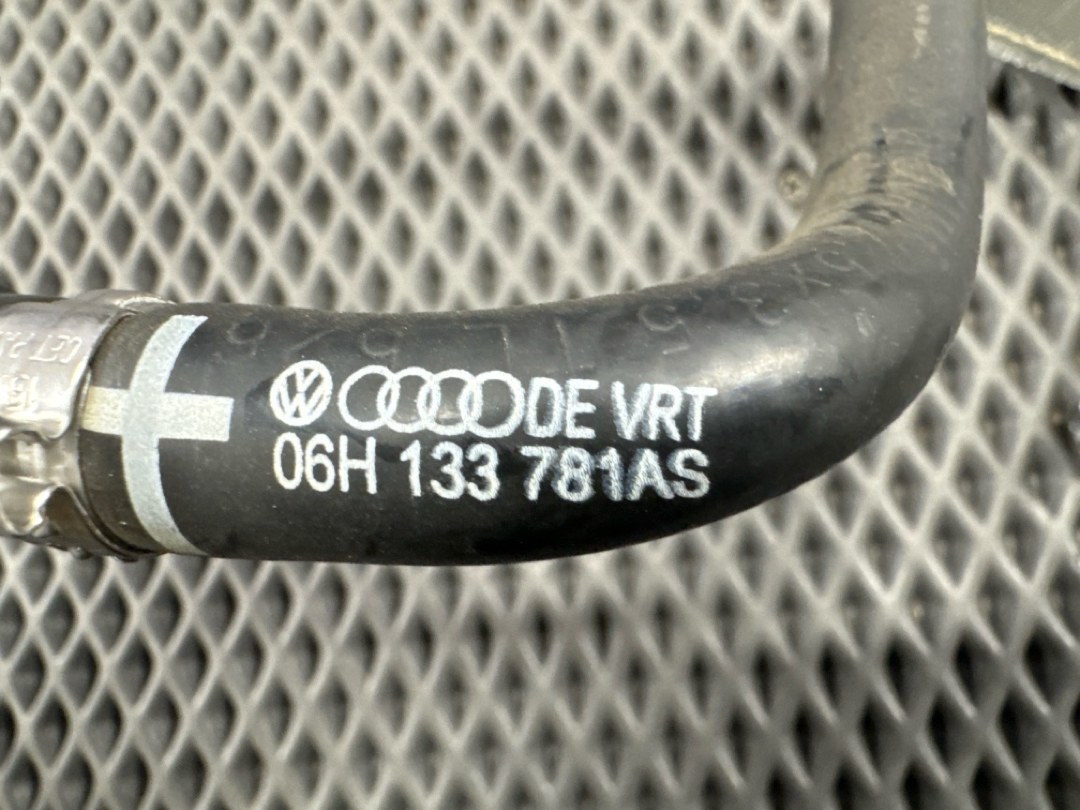 DE VRT
06H 133 781AS